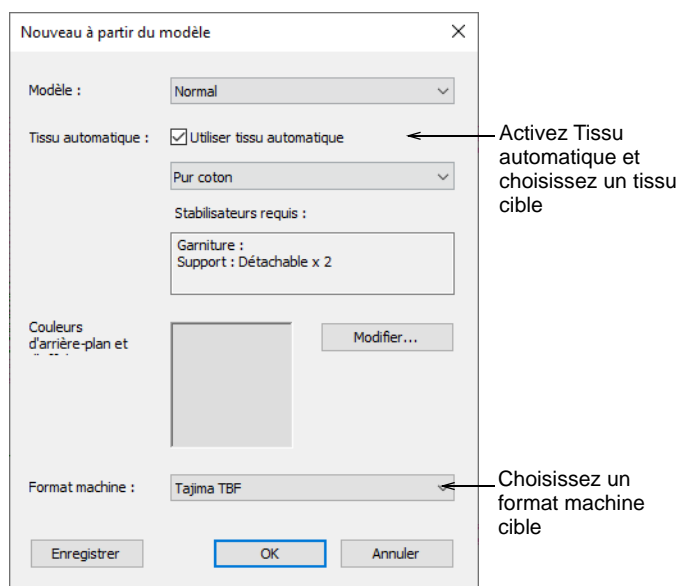 Nouveau à partir du modèle
Modèle :
Normal
Tissu automatique :
Utiliser tissu automatique
Activez Tissu
automatique et
choisissez un tissu
cible
Pur coton
Stabilisateurs requis :
Garniture :
Support : Détachable x 2
Couleurs
d'arrière-plan et
Modifier...
Format machine :
Tajima TBF
Choisissez un
format machine
cible
Enregistrer
OK
Annuler